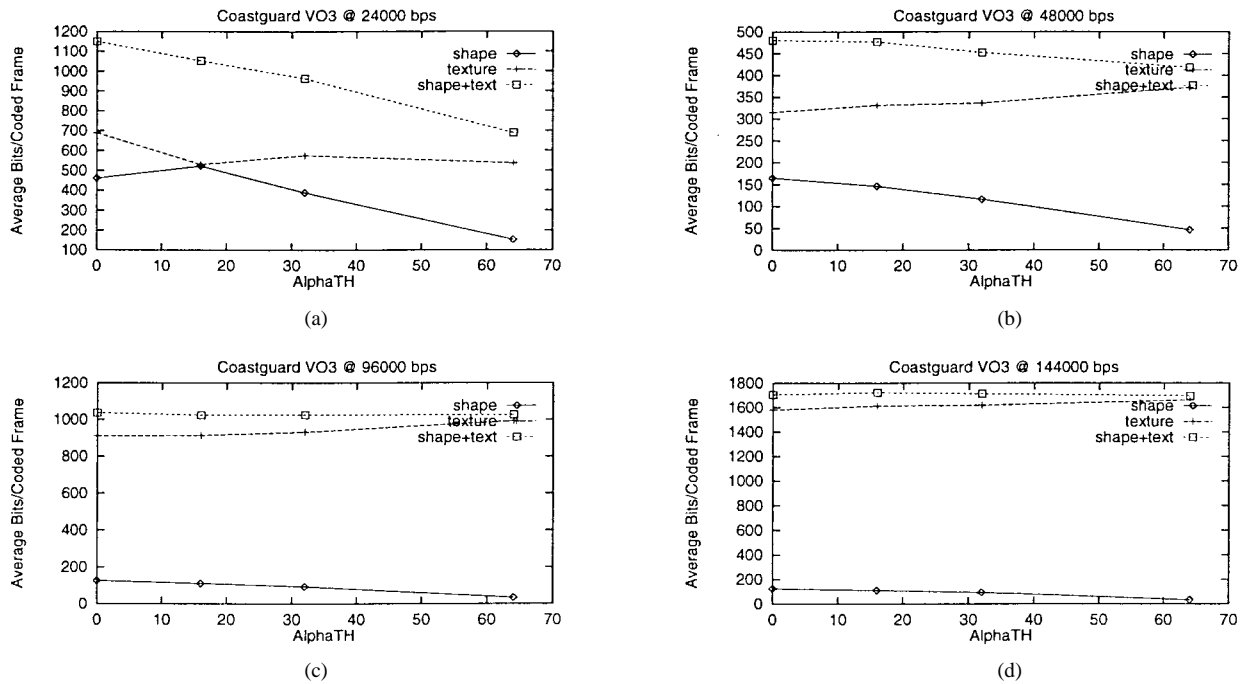 Coastguard VO3 @ 24000 bps
Average Bits/Coded Frame
1200
1100
1000
900
800
700
600
500
400
300
200
100
shape
texture
shape+text
0 10 20 30 40 50 60 70
AlphaTH
(a)
Coastguard VO3 @ 48000 bps
Average Bits/Coded Frame
500
450
400
350
300
250
200
150
100
50
0
shape
texture
shape+text
0 10 20 30 40 50 60 70
AlphaTH
(b)
Coastguard VO3 @ 96000 bps
Average Bits/Coded Frame
1200
1000
800
600
400
200
0
shape
texture
shape+text
0 10 20 30 40 50 60 70
AlphaTH
(c)
Coastguard VO3 @ 144000 bps
Average Bits/Coded Frame
1800
1600
1400
1200
1000
800
600
400
200
0
shape
texture
shape+text
0 10 20 30 40 50 60 70
AlphaTH
(d)